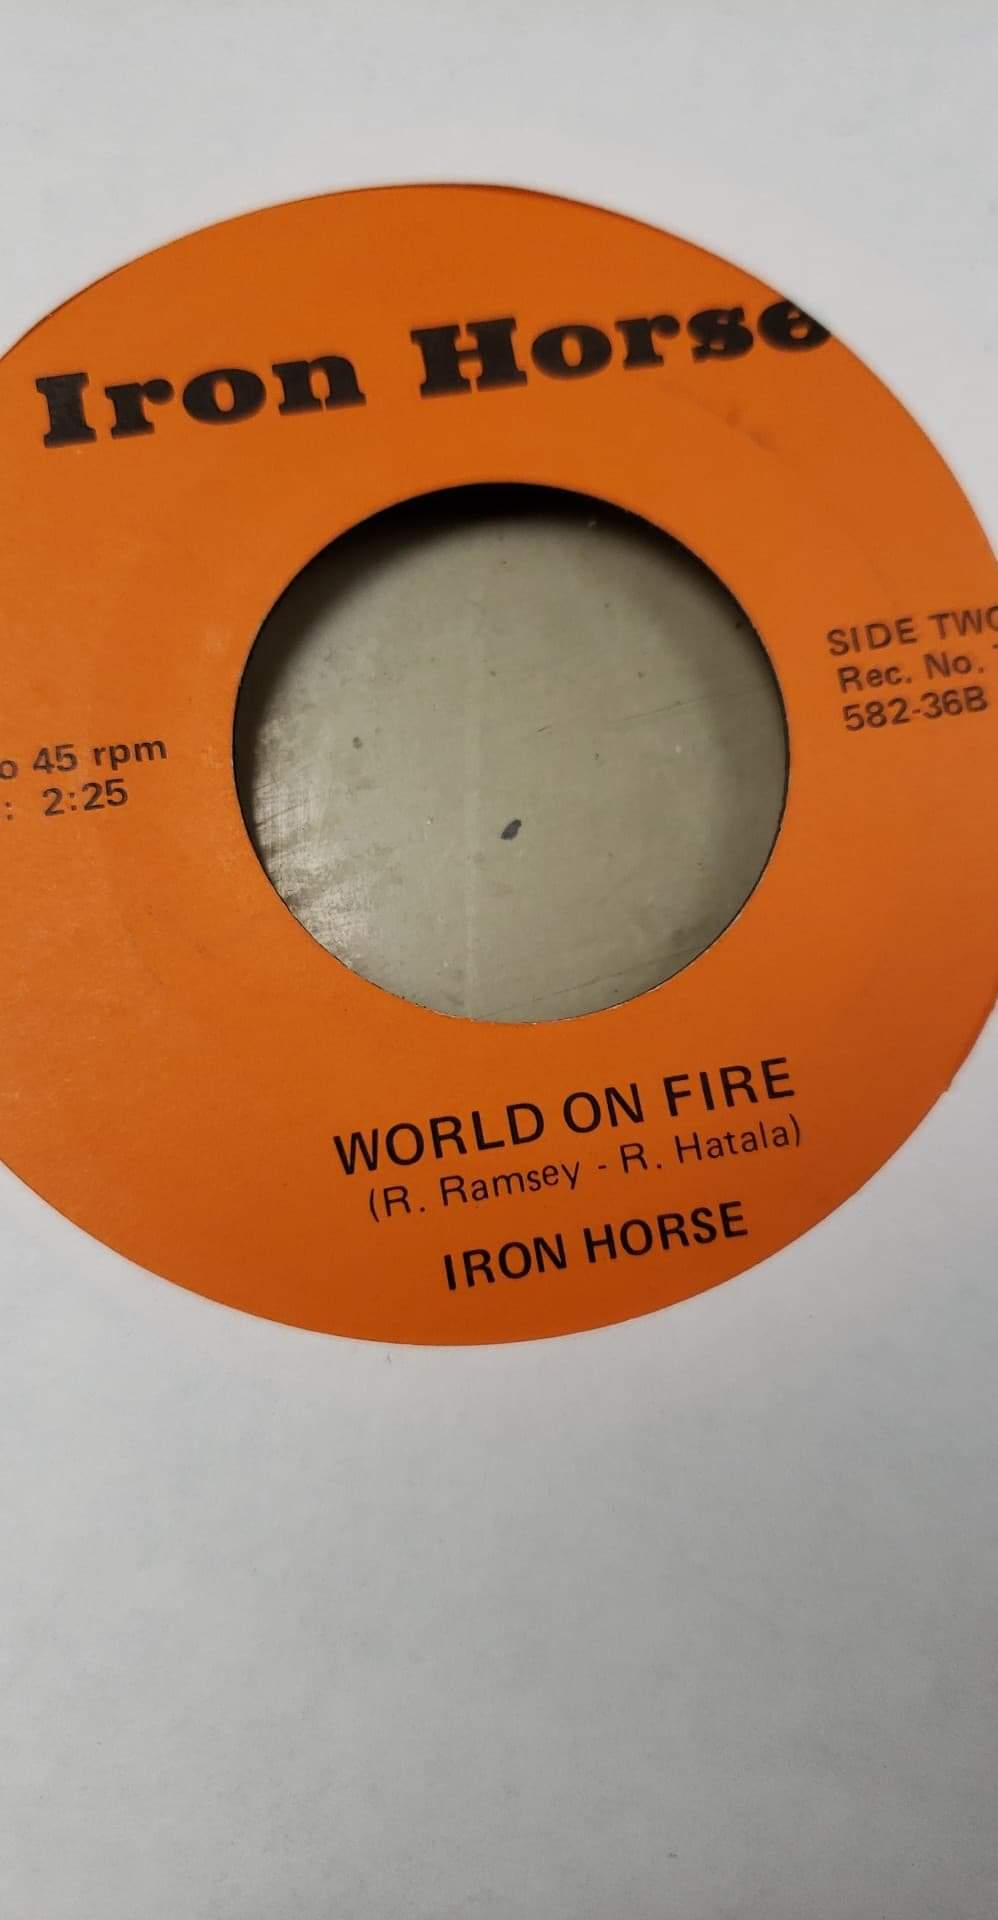 Iron Horse
SIDE TWO
Rec. No.
582-36B
45 rpm
: 2:25
WORLD ON FIRE
(R. Ramsey - R. Hatala)
IRON HORSE